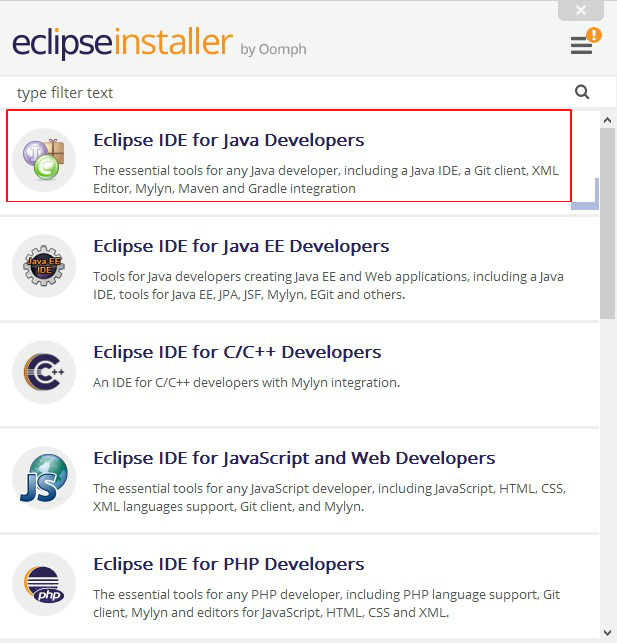 eclipseinstaller by Oomph
type filter text
Eclipse IDE for Java Developers
The essential tools for any Java developer, including a Java IDE, a Git client, XML
Editor, Mylyn, Maven and Gradle integration
Eclipse IDE for Java EE Developers
Java EE
IDE
Tools for Java developers creating Java EE and Web applications, including a Java
IDE, tools for Java EE, JPA, JSF, Mylyn, EGit and others.
Eclipse IDE for C/C++ Developers
C++
An IDE for C/C++ developers with Mylyn integration.
Eclipse IDE for JavaScript and Web Developers
JS
The essential tools for any JavaScript developer, including JavaScript, HTML, CSS,
XML languages support, Git client, and Mylyn.
Eclipse IDE for PHP Developers
php
The essential tools for any PHP developer, including PHP language support, Git
client, Mylyn and editors for JavaScript, HTML, CSS and XML.